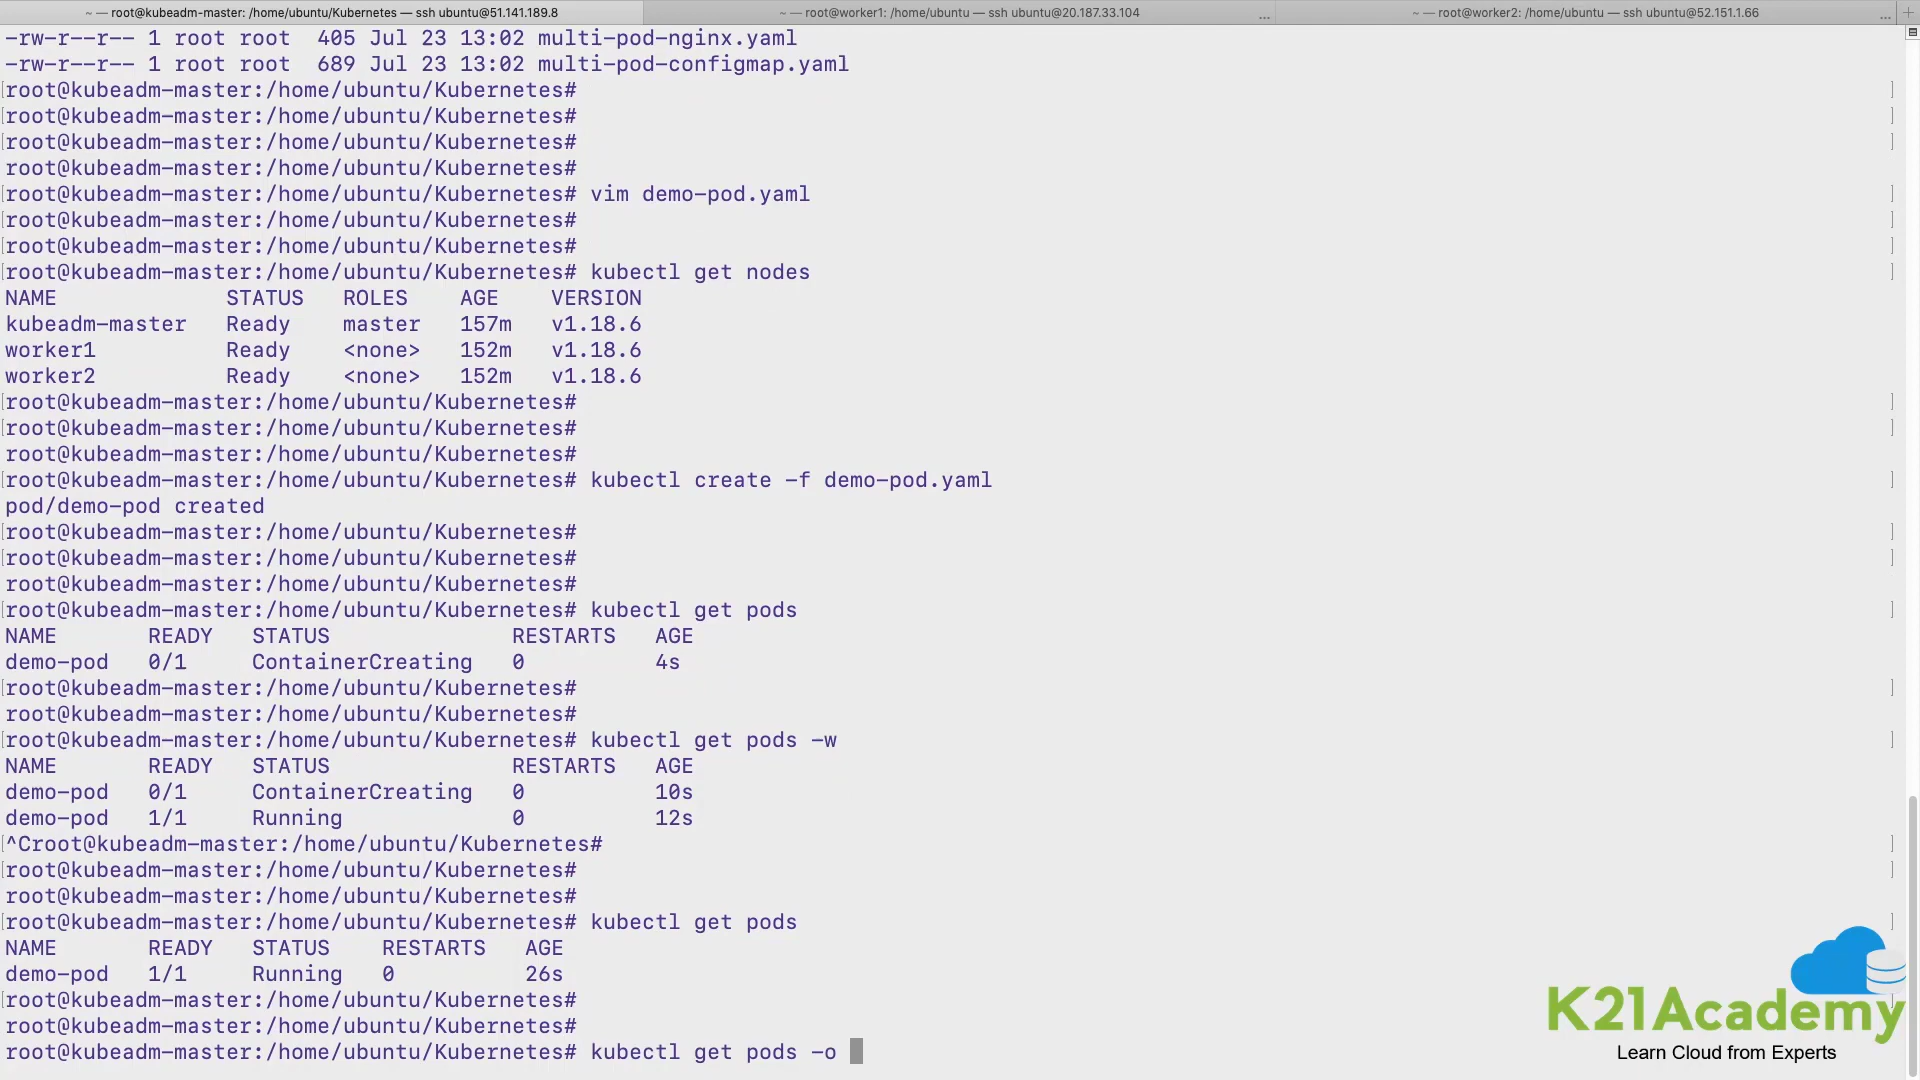 ~ — root@kubeadm-master: /home/ubuntu/Kubernetes — ssh ubuntu@51.141.189.8
~ — root@worker1: /home/ubuntu — ssh ubuntu@20.187.33.104 ...
~ — root@worker2: /home/ubuntu — ssh ubuntu@52.151.1.66 ... +
-rw-r--r-- 1 root root  405 Jul 23 13:02 multi-pod-nginx.yaml
-rw-r--r-- 1 root root  689 Jul 23 13:02 multi-pod-configmap.yaml
[root@kubeadm-master:/home/ubuntu/Kubernetes# ]
[root@kubeadm-master:/home/ubuntu/Kubernetes# ]
[root@kubeadm-master:/home/ubuntu/Kubernetes# ]
root@kubeadm-master:/home/ubuntu/Kubernetes#
[root@kubeadm-master:/home/ubuntu/Kubernetes# vim demo-pod.yaml ]
[root@kubeadm-master:/home/ubuntu/Kubernetes# ]
[root@kubeadm-master:/home/ubuntu/Kubernetes# ]
[root@kubeadm-master:/home/ubuntu/Kubernetes# kubectl get nodes ]
NAME             STATUS   ROLES    AGE    VERSION
kubeadm-master   Ready    master   157m   v1.18.6
worker1          Ready    <none>   152m   v1.18.6
worker2          Ready    <none>   152m   v1.18.6
[root@kubeadm-master:/home/ubuntu/Kubernetes# ]
[root@kubeadm-master:/home/ubuntu/Kubernetes# ]
root@kubeadm-master:/home/ubuntu/Kubernetes#
[root@kubeadm-master:/home/ubuntu/Kubernetes# kubectl create -f demo-pod.yaml ]
pod/demo-pod created
[root@kubeadm-master:/home/ubuntu/Kubernetes# ]
[root@kubeadm-master:/home/ubuntu/Kubernetes# ]
root@kubeadm-master:/home/ubuntu/Kubernetes#
[root@kubeadm-master:/home/ubuntu/Kubernetes# kubectl get pods ]
NAME       READY   STATUS              RESTARTS   AGE
demo-pod   0/1     ContainerCreating   0          4s
[root@kubeadm-master:/home/ubuntu/Kubernetes# ]
root@kubeadm-master:/home/ubuntu/Kubernetes#
[root@kubeadm-master:/home/ubuntu/Kubernetes# kubectl get pods -w ]
NAME       READY   STATUS              RESTARTS   AGE
demo-pod   0/1     ContainerCreating   0          10s
demo-pod   1/1     Running             0          12s
[^Croot@kubeadm-master:/home/ubuntu/Kubernetes# ]
[root@kubeadm-master:/home/ubuntu/Kubernetes# ]
root@kubeadm-master:/home/ubuntu/Kubernetes#
[root@kubeadm-master:/home/ubuntu/Kubernetes# kubectl get pods ]
NAME       READY   STATUS    RESTARTS   AGE
demo-pod   1/1     Running   0          26s
[root@kubeadm-master:/home/ubuntu/Kubernetes# ]
root@kubeadm-master:/home/ubuntu/Kubernetes#
root@kubeadm-master:/home/ubuntu/Kubernetes# kubectl get pods -o
K21Academy
Learn Cloud from Experts